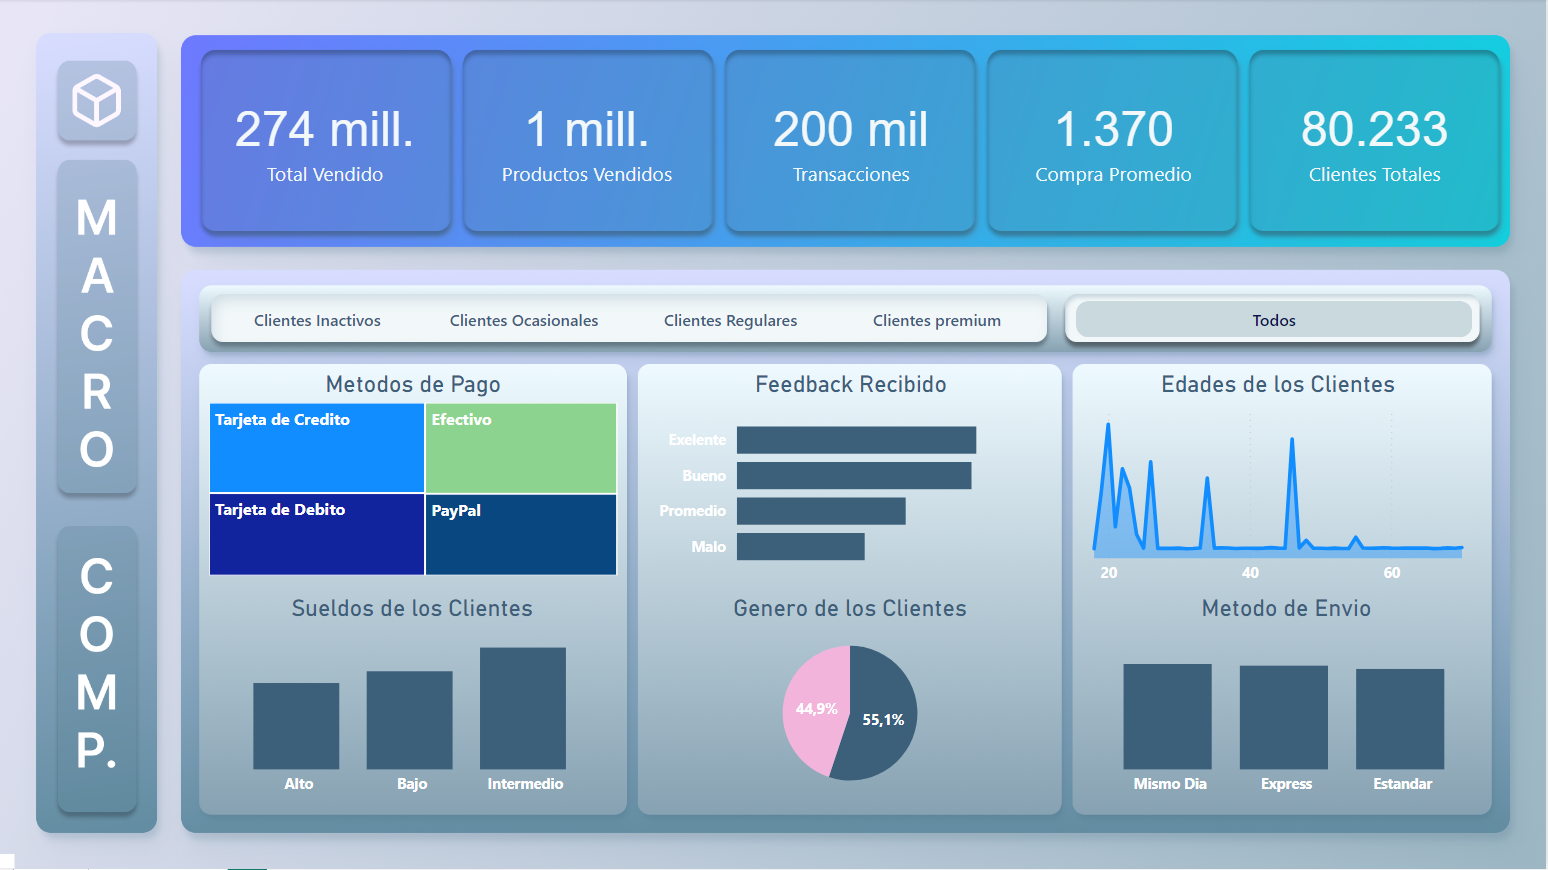 MACRO
COMP.
274 mill.
Total Vendido
1 mill.
Productos Vendidos
200 mil
Transacciones
1.370
Compra Promedio
80.233
Clientes Totales
Clientes Inactivos
Clientes Ocasionales
Clientes Regulares
Clientes premium
Todos
Metodos de Pago
Tarjeta de Credito
Efectivo
Tarjeta de Debito
PayPal
Feedback Recibido
Exelente
Bueno
Promedio
Malo
Edades de los Clientes
20 40 60
Sueldos de los Clientes
Alto Bajo Intermedio
Genero de los Clientes
44,9%
55,1%
Metodo de Envio
Mismo Dia Express Estandar